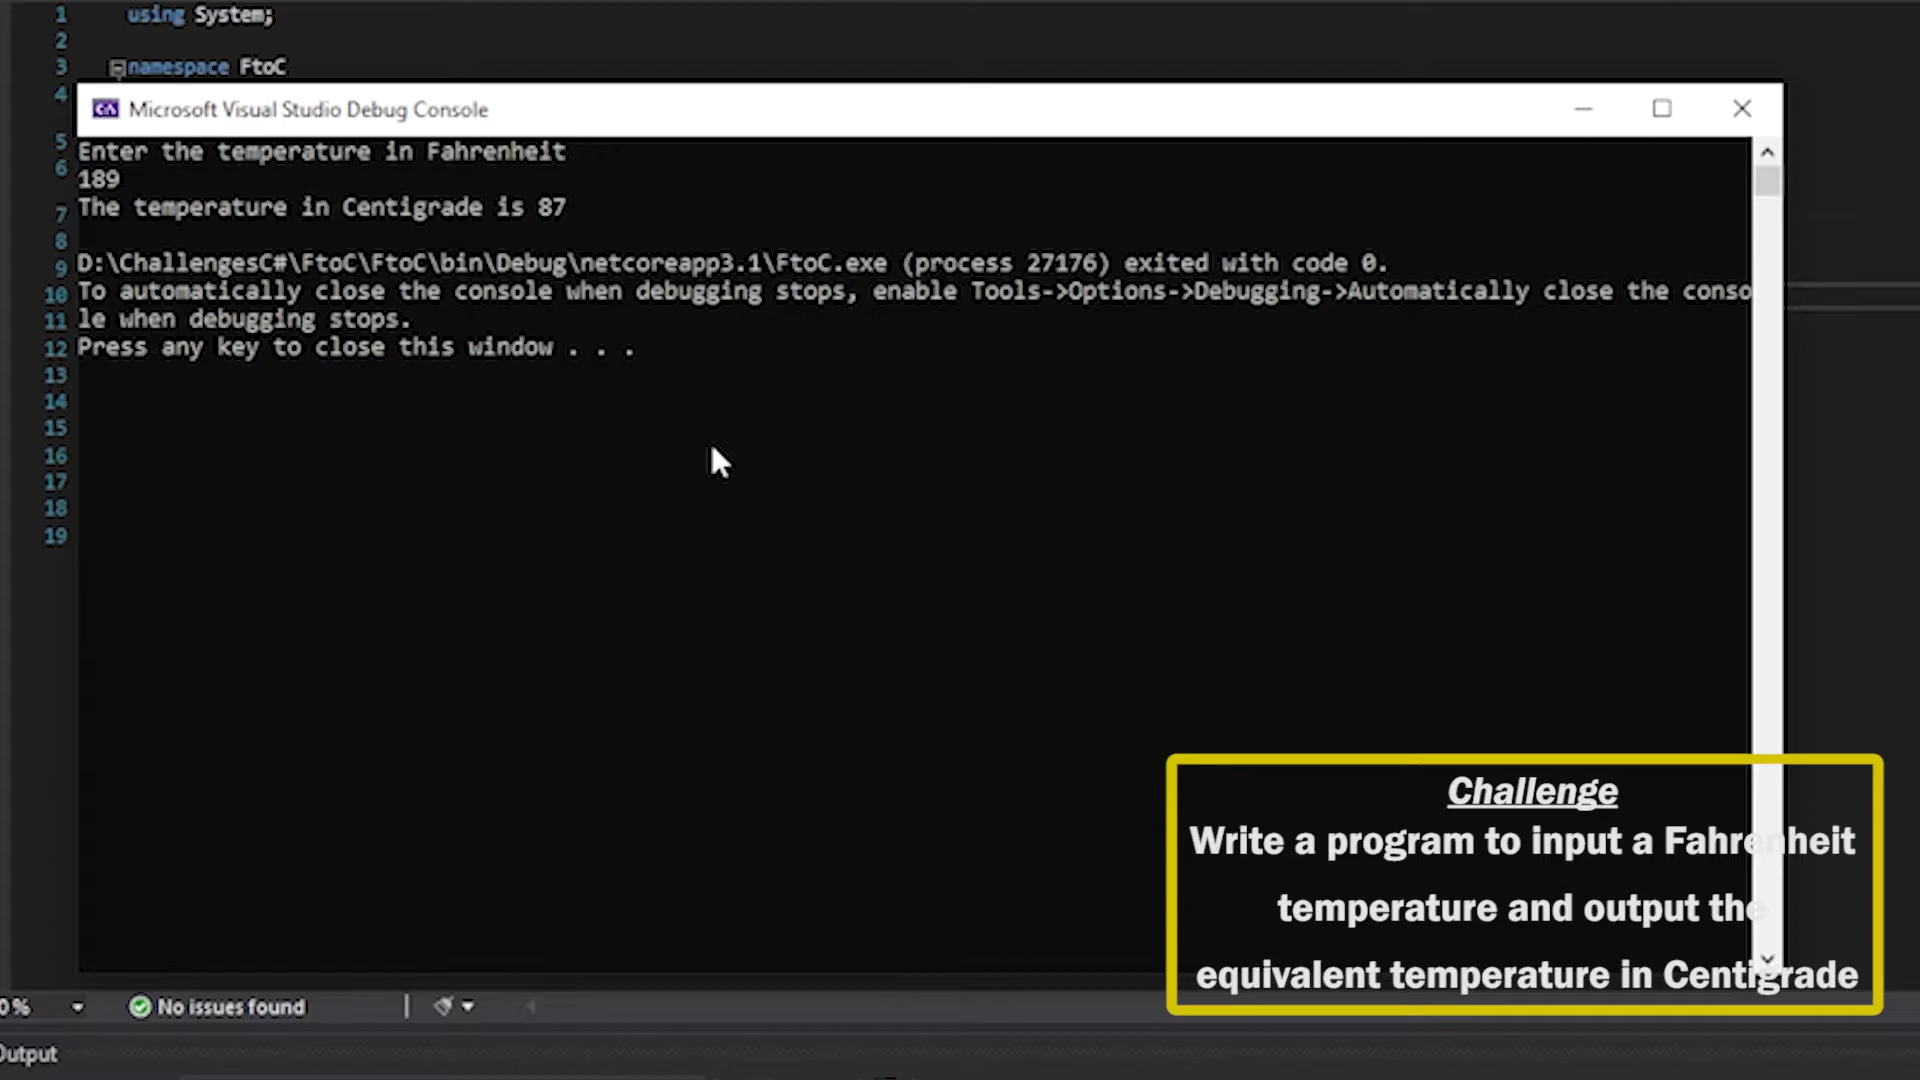 1 using System;
2
3 namespace FtoC
4
Microsoft Visual Studio Debug Console
5
Enter the temperature in Fahrenheit
6
189
7
The temperature in Centigrade is 87
8
9
D:\ChallengesC#\FtoC\FtoC\bin\Debug\netcoreapp3.1\FtoC.exe (process 27176) exited with code 0.
10
To automatically close the console when debugging stops, enable Tools->Options->Debugging->Automatically close the conso
11
le when debugging stops.
12
Press any key to close this window . . .
13
14
15
16
17
18
19
Challenge
Write a program to input a Fahrenheit
temperature and output the
equivalent temperature in Centigrade
0 % No issues found
Output